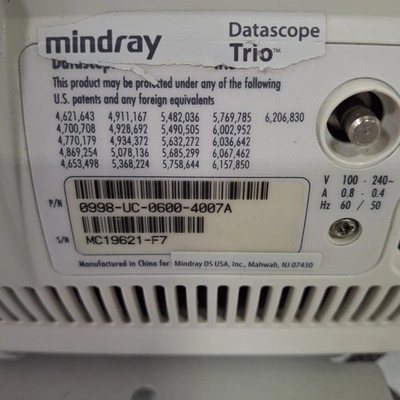 mindray
Datascope
Trio™
Datascope
This product may be protected under any of the following
U.S. patents and any foreign equivalents
4,621,643 4,911,167 5,482,036 5,769,785 6,206,830
4,700,708 4,928,692 5,490,505 6,002,952
4,770,179 4,934,372 5,632,272 6,036,642
4,869,254 5,078,136 5,685,299 6,067,462
4,653,498 5,368,224 5,758,644 6,157,850
P/N 0998-UC-0600-4007A
S/N MC19621-F7
V 100 - 240~
A 0.8 - 0.4
Hz 60 / 50
Manufactured in China for Mindray DS USA, Inc., Mahwah, NJ 07430